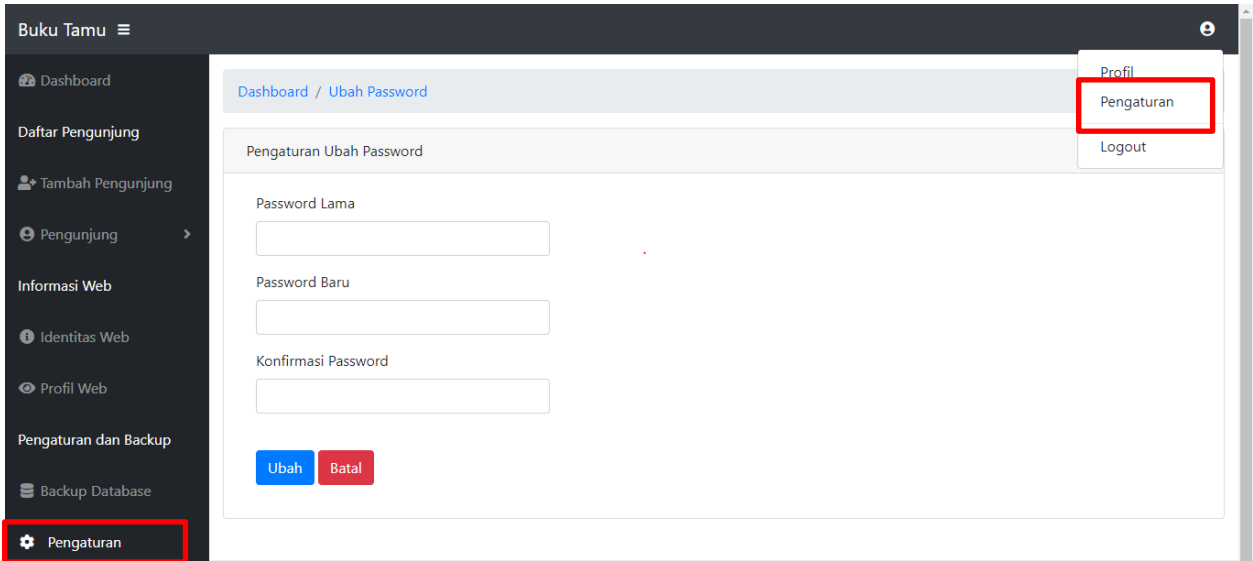 Buku Tamu
Dashboard
Daftar Pengunjung
Tambah Pengunjung
Pengunjung
Informasi Web
Identitas Web
Profil Web
Pengaturan dan Backup
Backup Database
Pengaturan
Profil
Pengaturan
Logout
Dashboard / Ubah Password
Pengaturan Ubah Password
Password Lama
Password Baru
Konfirmasi Password
Ubah Batal